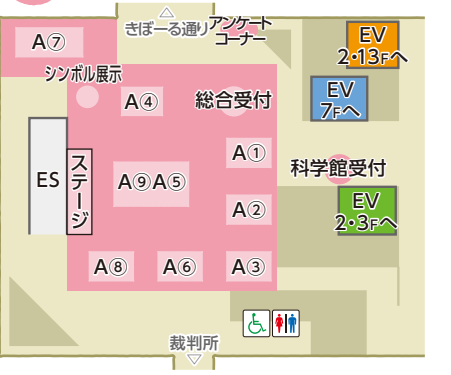 きぼーる通り
アンケート
コーナー
A⑦
EV
2・13Fへ
シンボル展示
A④
総合受付
EV
7Fへ
A①
ES
ステージ
A⑨A⑤
科学館受付
A②
EV
2・3Fへ
A⑧
A⑥
A③
裁判所